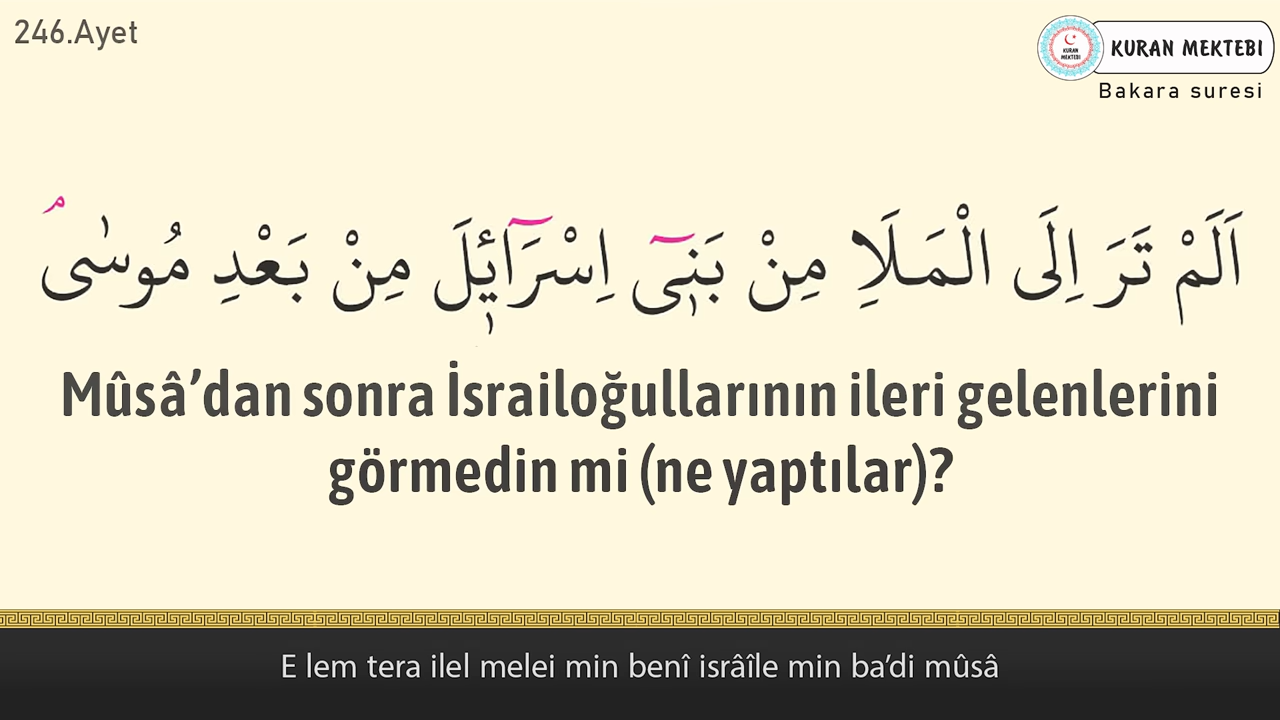 246.Ayet
KURAN MEKTEBI
KURAN
MEKTEBI
Bakara suresi
اَلَمْ تَرَ اِلَى الْمَلَاِ مِنْ بَنٖٓى اِسْرَٓائٖلَ مِنْ بَعْدِ مُوسٰىۘ
Mûsâ’dan sonra İsrailoğullarının ileri gelenlerini
görmedin mi (ne yaptılar)?
E lem tera ilel melei min benî isrâîle min ba’di mûsâ